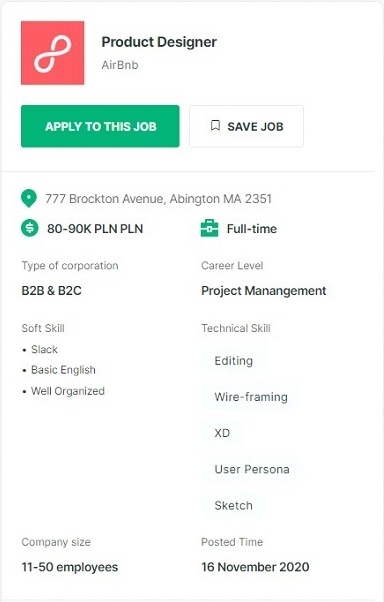 Product Designer
AirBnb
APPLY TO THIS JOB
SAVE JOB
777 Brockton Avenue, Abington MA 2351
80-90K PLN PLN
Full-time
Type of corporation
Career Level
B2B & B2C
Project Manangement
Soft Skill
Technical Skill
• Slack
• Basic English
• Well Organized
Editing
Wire-framing
XD
User Persona
Sketch
Company size
Posted Time
11-50 employees
16 November 2020